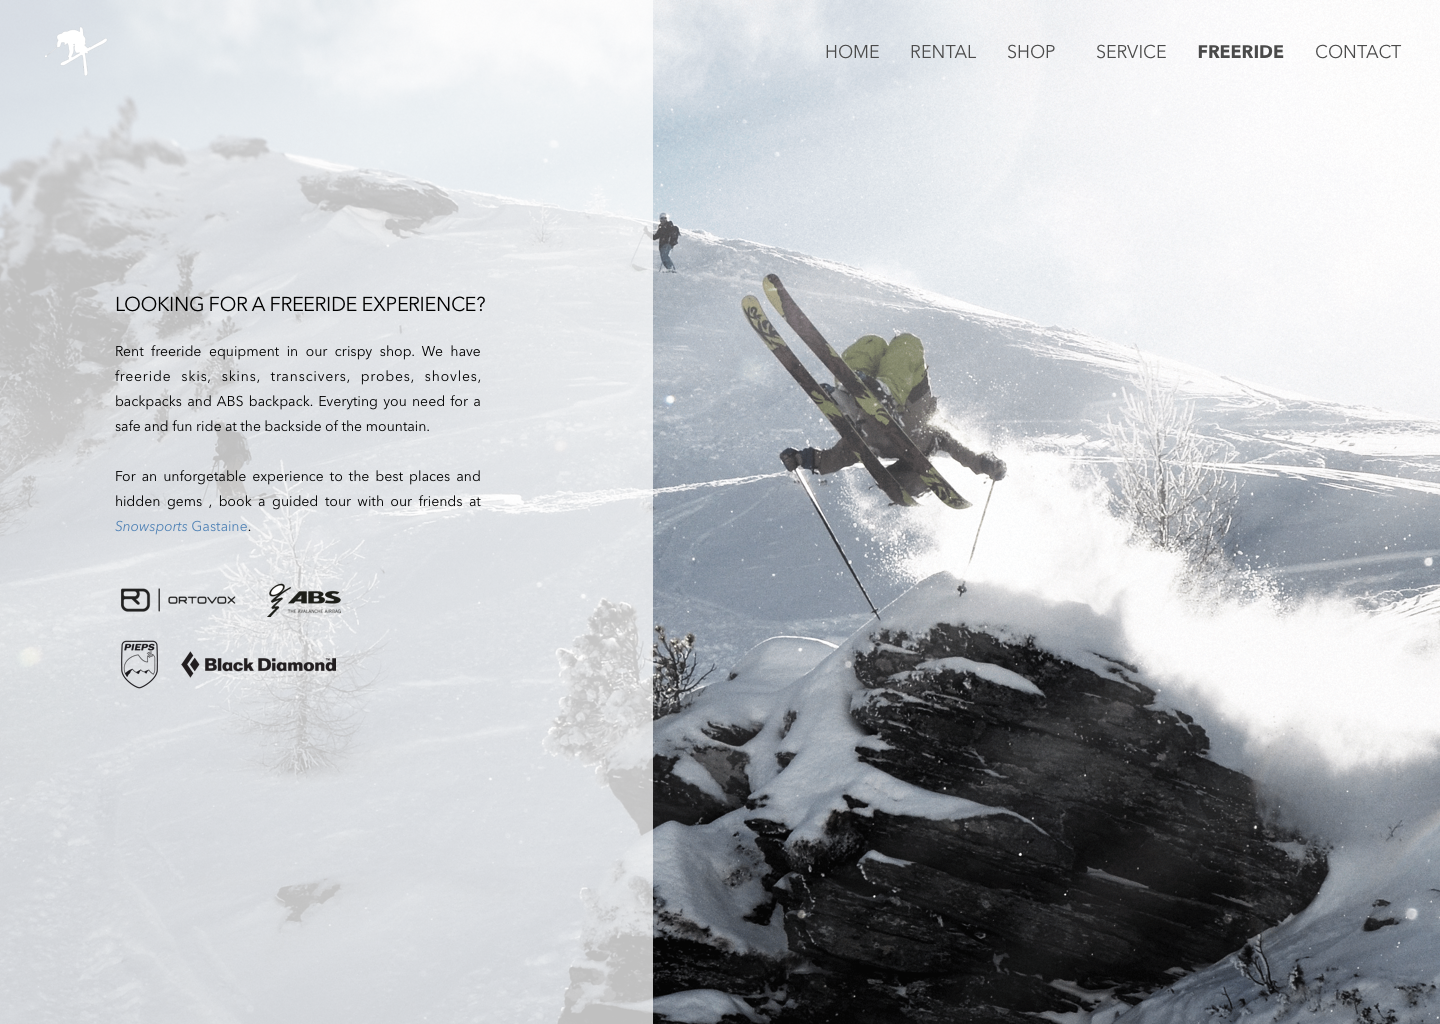 HOME RENTAL SHOP SERVICE FREERIDE CONTACT
LOOKING FOR A FREERIDE EXPERIENCE?
Rent freeride equipment in our crispy shop. We have
freeride skis, skins, transcivers, probes, shovles,
backpacks and ABS backpack. Everyting you need for a
safe and fun ride at the backside of the mountain.
For an unforgetable experience to the best places and
hidden gems , book a guided tour with our friends at
Snowsports Gastaine.
ORTOVOX ABS
THE AVALANCHE AIRBAG
PIEPS Black Diamond